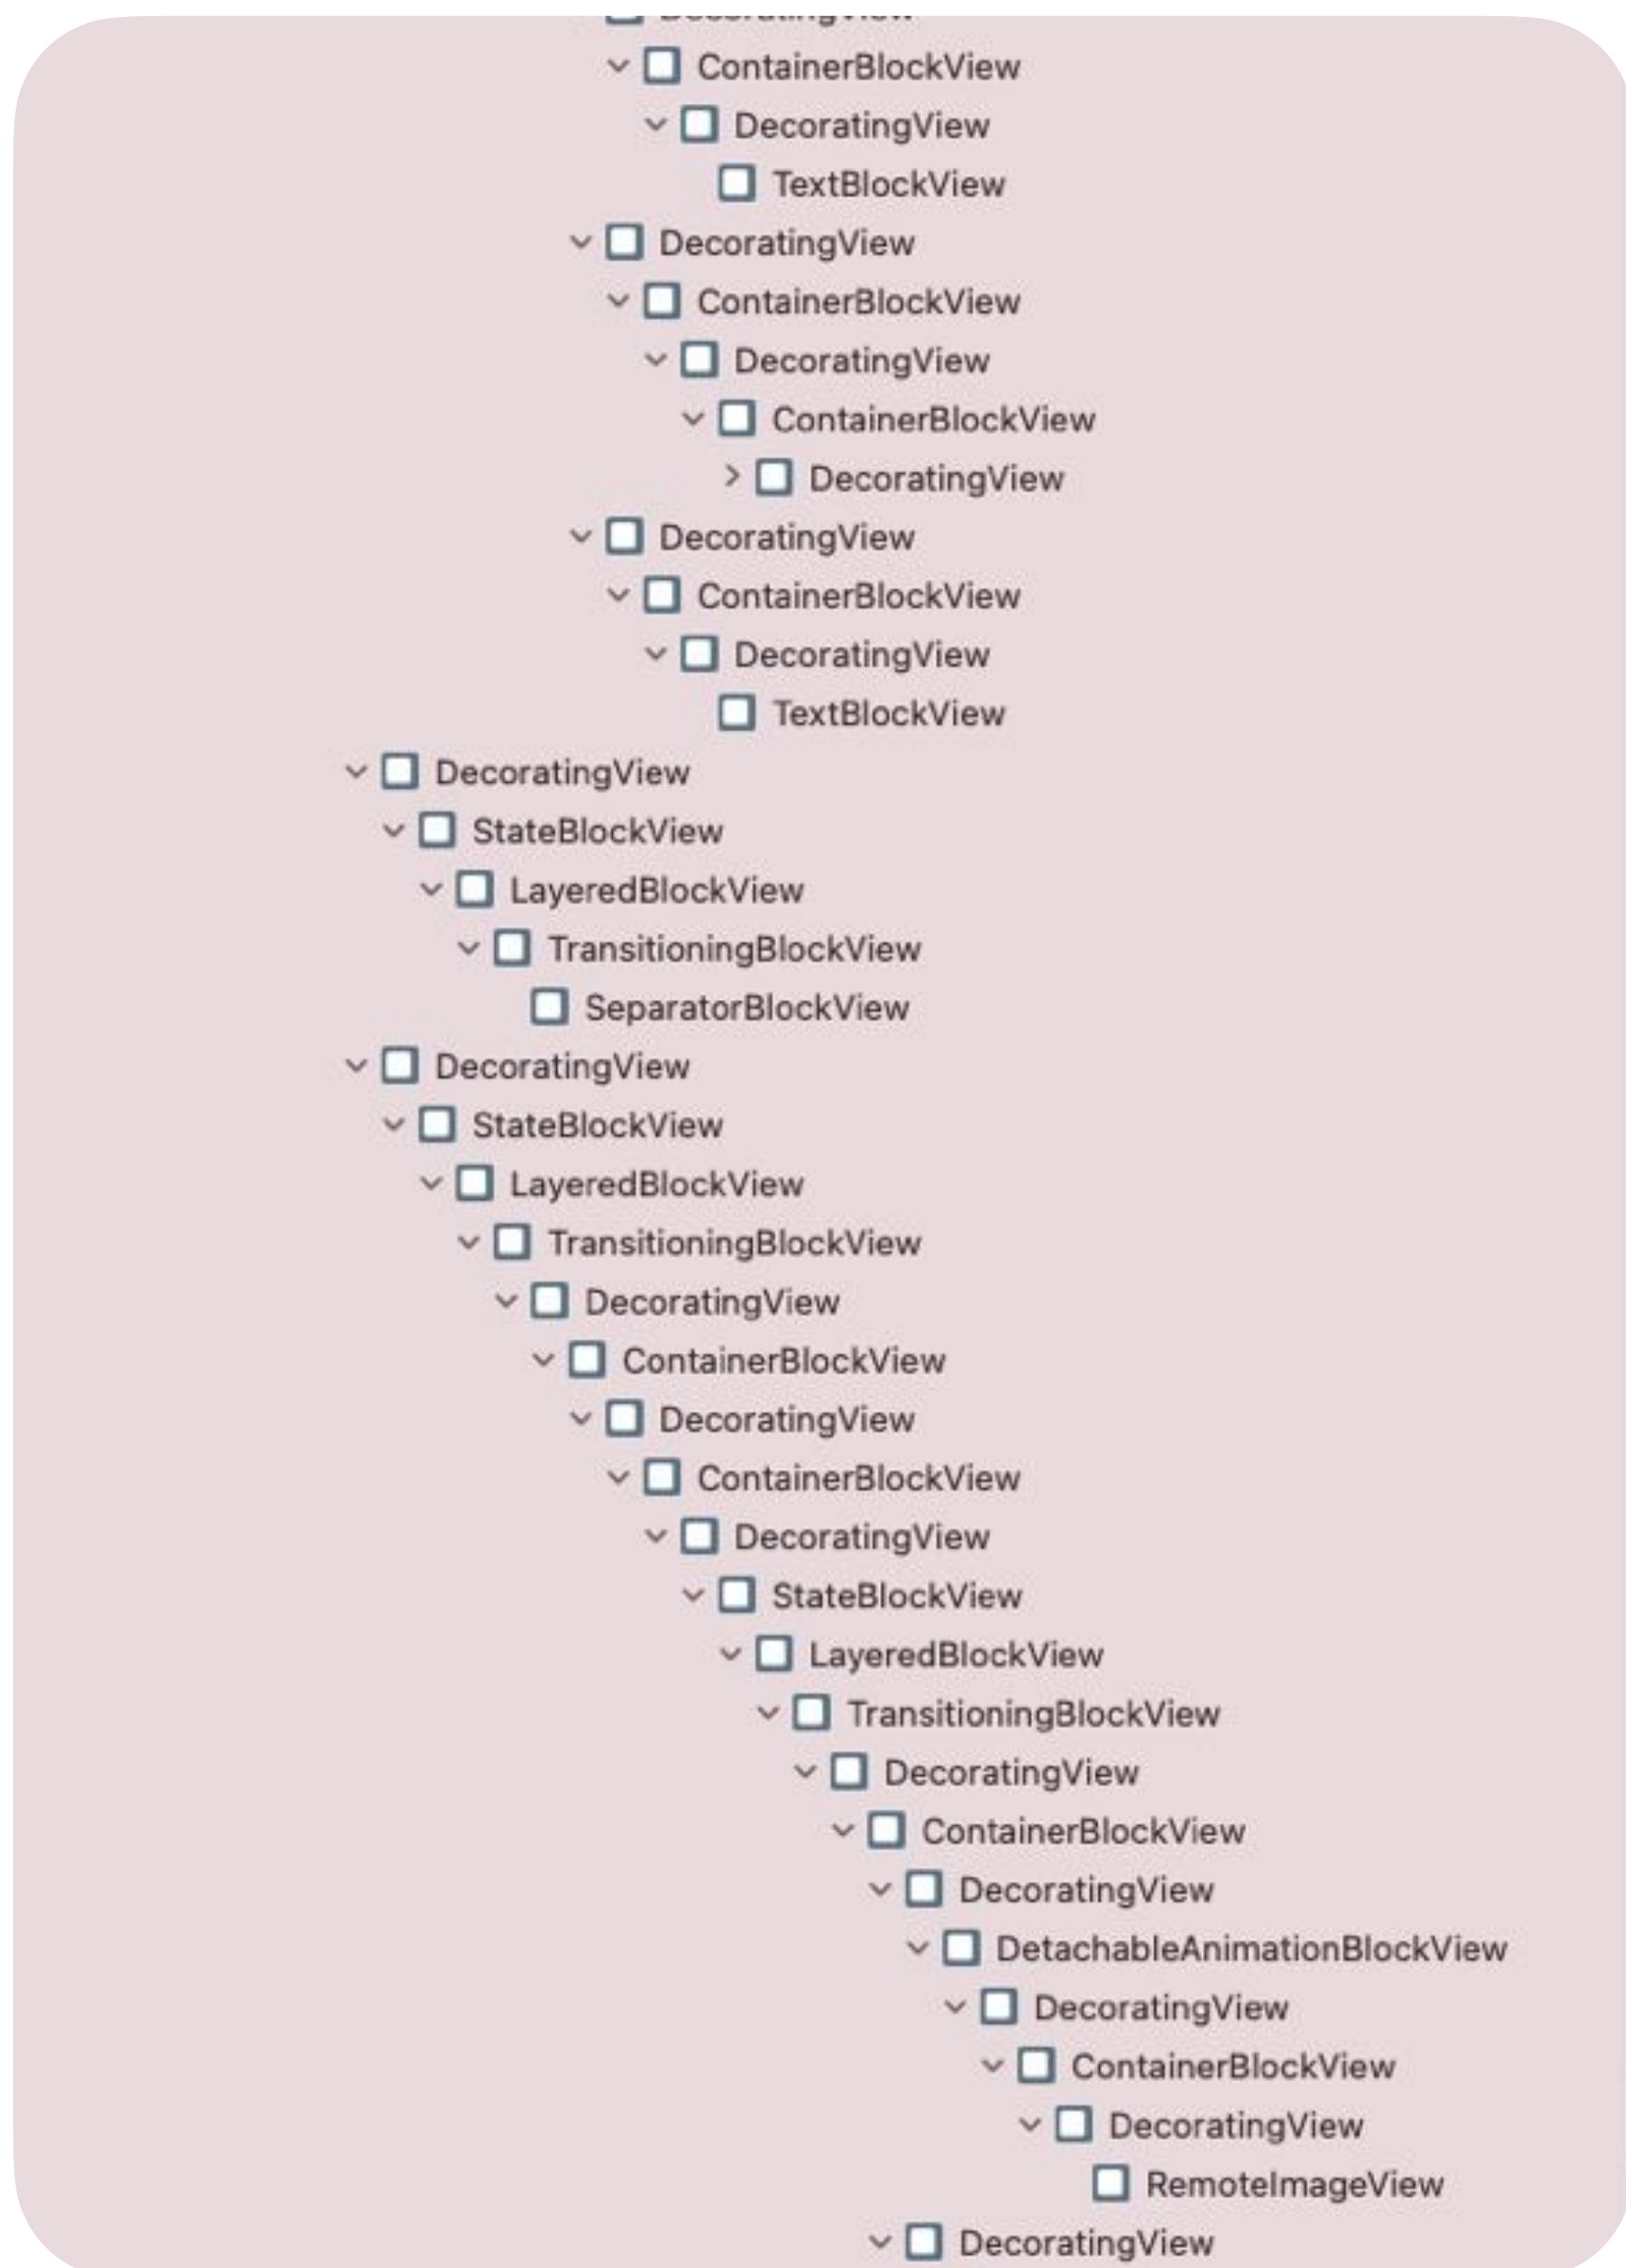 DecoratingView
ContainerBlockView
DecoratingView
TextBlockView
DecoratingView
ContainerBlockView
DecoratingView
ContainerBlockView
DecoratingView
DecoratingView
ContainerBlockView
DecoratingView
TextBlockView
DecoratingView
StateBlockView
LayeredBlockView
TransitioningBlockView
SeparatorBlockView
DecoratingView
StateBlockView
LayeredBlockView
TransitioningBlockView
DecoratingView
ContainerBlockView
DecoratingView
ContainerBlockView
DecoratingView
StateBlockView
LayeredBlockView
TransitioningBlockView
DecoratingView
ContainerBlockView
DecoratingView
DetachableAnimationBlockView
DecoratingView
ContainerBlockView
DecoratingView
RemoteImageView
DecoratingView